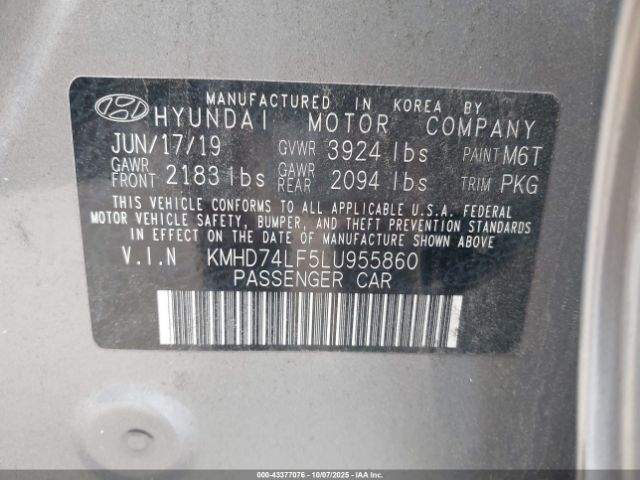 MANUFACTURED IN KOREA BY
HYUNDAI MOTOR COMPANY
JUN/17/19 GVWR 3924 lbs PAINT M6T
GAWR FRONT 2183 lbs GAWR REAR 2094 lbs TRIM PKG
THIS VEHICLE CONFORMS TO ALL APPLICABLE U.S.A. FEDERAL
MOTOR VEHICLE SAFETY, BUMPER, AND THEFT PREVENTION STANDARDS
IN EFFECT ON THE DATE OF MANUFACTURE SHOWN ABOVE
V.I.N KMHD74LF5LU955860
PASSENGER CAR
000-43377076 - 10/07/2025 - IAAI.COM